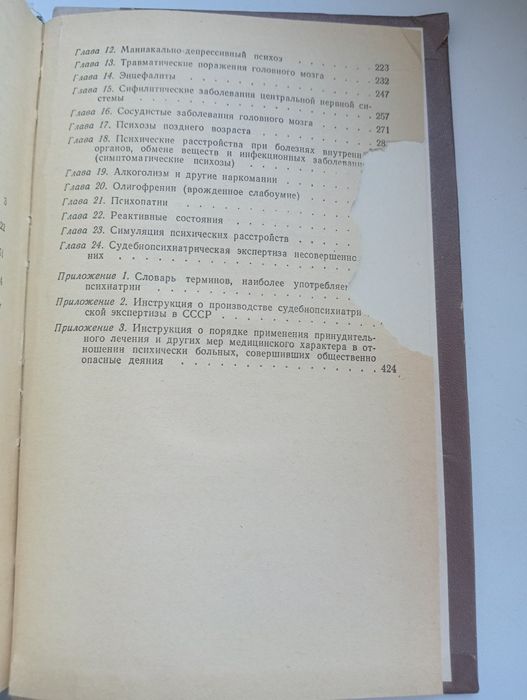 Глава 12. Маниакально-депрессивный психоз . . . . . . . 223
Глава 13. Травматические поражения головного мозга . . . . 232
Глава 14. Энцефалиты . . . . . . . . . . . . . . 247
Глава 15. Сифилитические заболевания центральной нервной си-
стемы . . . . . . . . . . . . . . . . 257
Глава 16. Сосудистые заболевания головного мозга . . . . . 271
Глава 17. Психозы позднего возраста . . . . . . . . . 28
Глава 18. Психические расстройства при болезнях внутренн
органов, обмене веществ и инфекционных заболева
(симптоматические психозы) . . . . . . .
Глава 19. Алкоголизм и другие наркомании . . . .
Глава 20. Олигофрении (врожденное слабоумие) . .
Глава 21. Психопатии . . . . . . . . .
Глава 22. Реактивные состояния . . . . . .
Глава 23. Симуляция психических расстройств . . .
Глава 24. Судебнопсихиатрическая экспертиза несовершенно
них . . . . . . . . . . . .
Приложение 1. Словарь терминов, наиболее употребляе
психиатрии . . . . . . . . . .
Приложение 2. Инструкция о производстве судебнопсихиатри
ской экспертизы в СССР . . . . . . . .
Приложение 3. Инструкция о порядке применения принудитель-
ного лечения и других мер медицинского характера в от-
ношении психически больных, совершивших общественно
опасные деяния . . . . . . . . . . . . . . 424